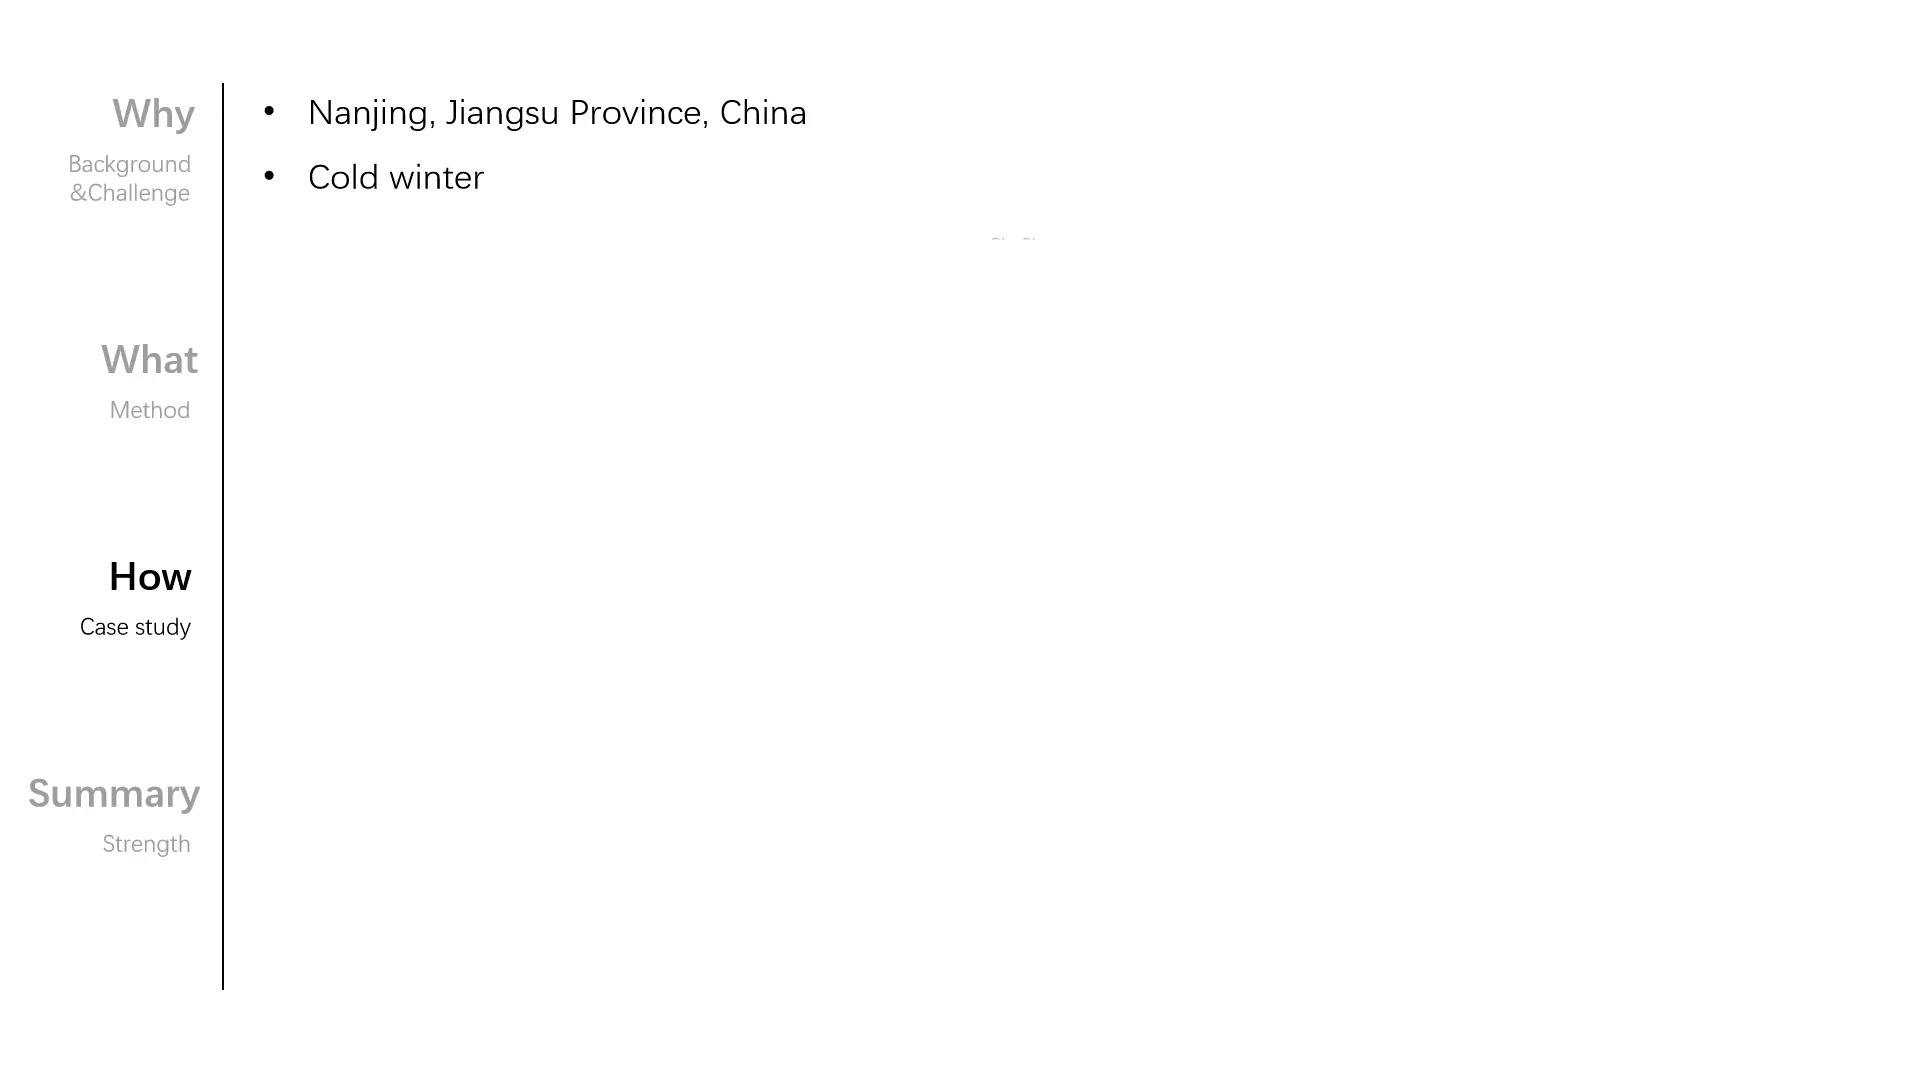 Why
Background
&Challenge
What
Method
How
Case study
Summary
Strength
• Nanjing, Jiangsu Province, China
• Cold winter